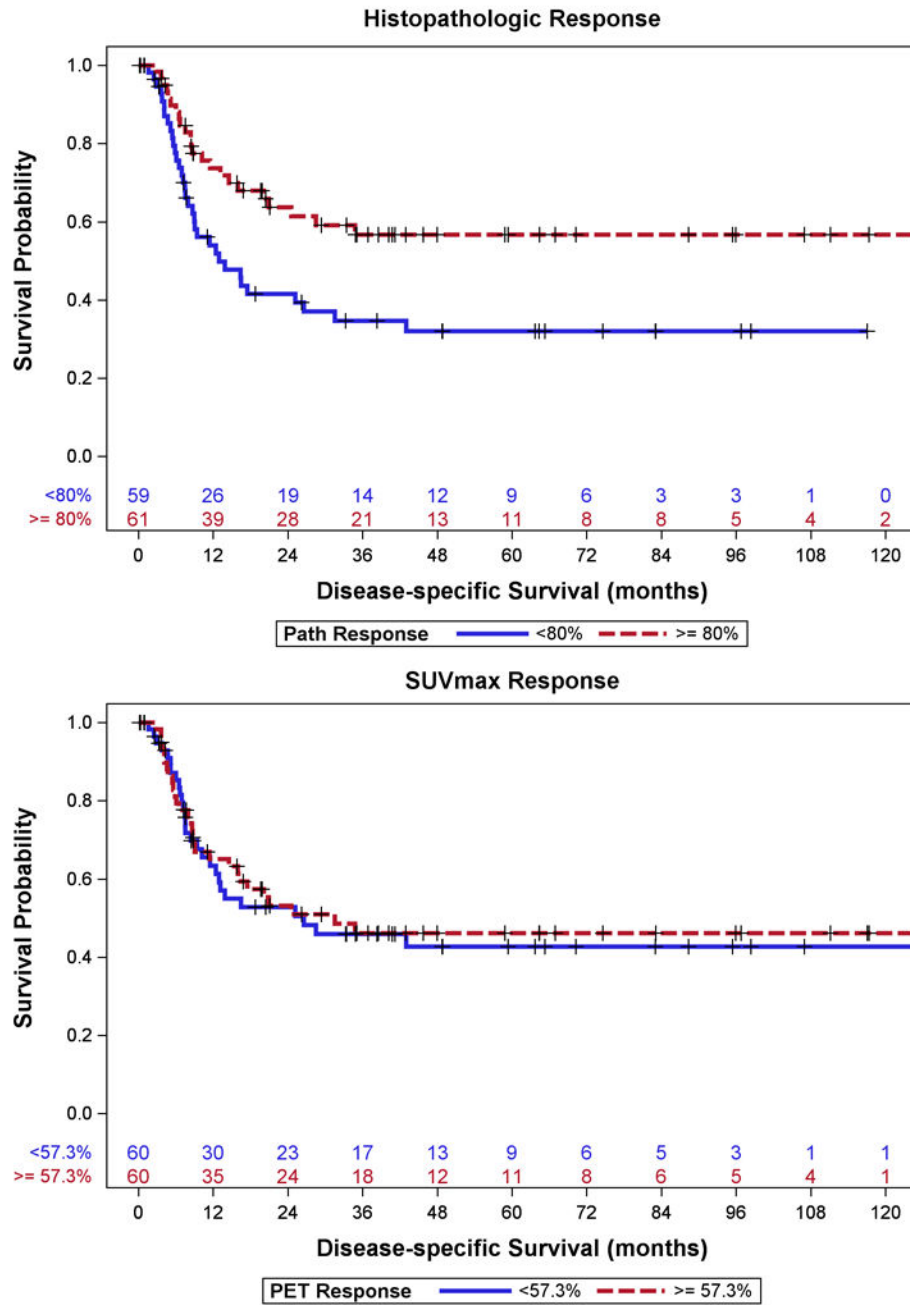 Histopathologic Response
1.0
0.8
0.6
0.4
0.2
0.0
Survival Probability
<80% 59 26 19 14 12 9 6 3 3 1 0
>= 80% 61 39 28 21 13 11 8 8 5 4 2
0 12 24 36 48 60 72 84 96 108 120
Disease-specific Survival (months)
Path Response <80% >= 80%
SUVmax Response
1.0
0.8
0.6
0.4
0.2
0.0
Survival Probability
<57.3% 60 30 23 17 13 9 6 5 3 1 1
>= 57.3% 60 35 24 18 12 11 8 6 5 4 1
0 12 24 36 48 60 72 84 96 108 120
Disease-specific Survival (months)
PET Response <57.3% >= 57.3%